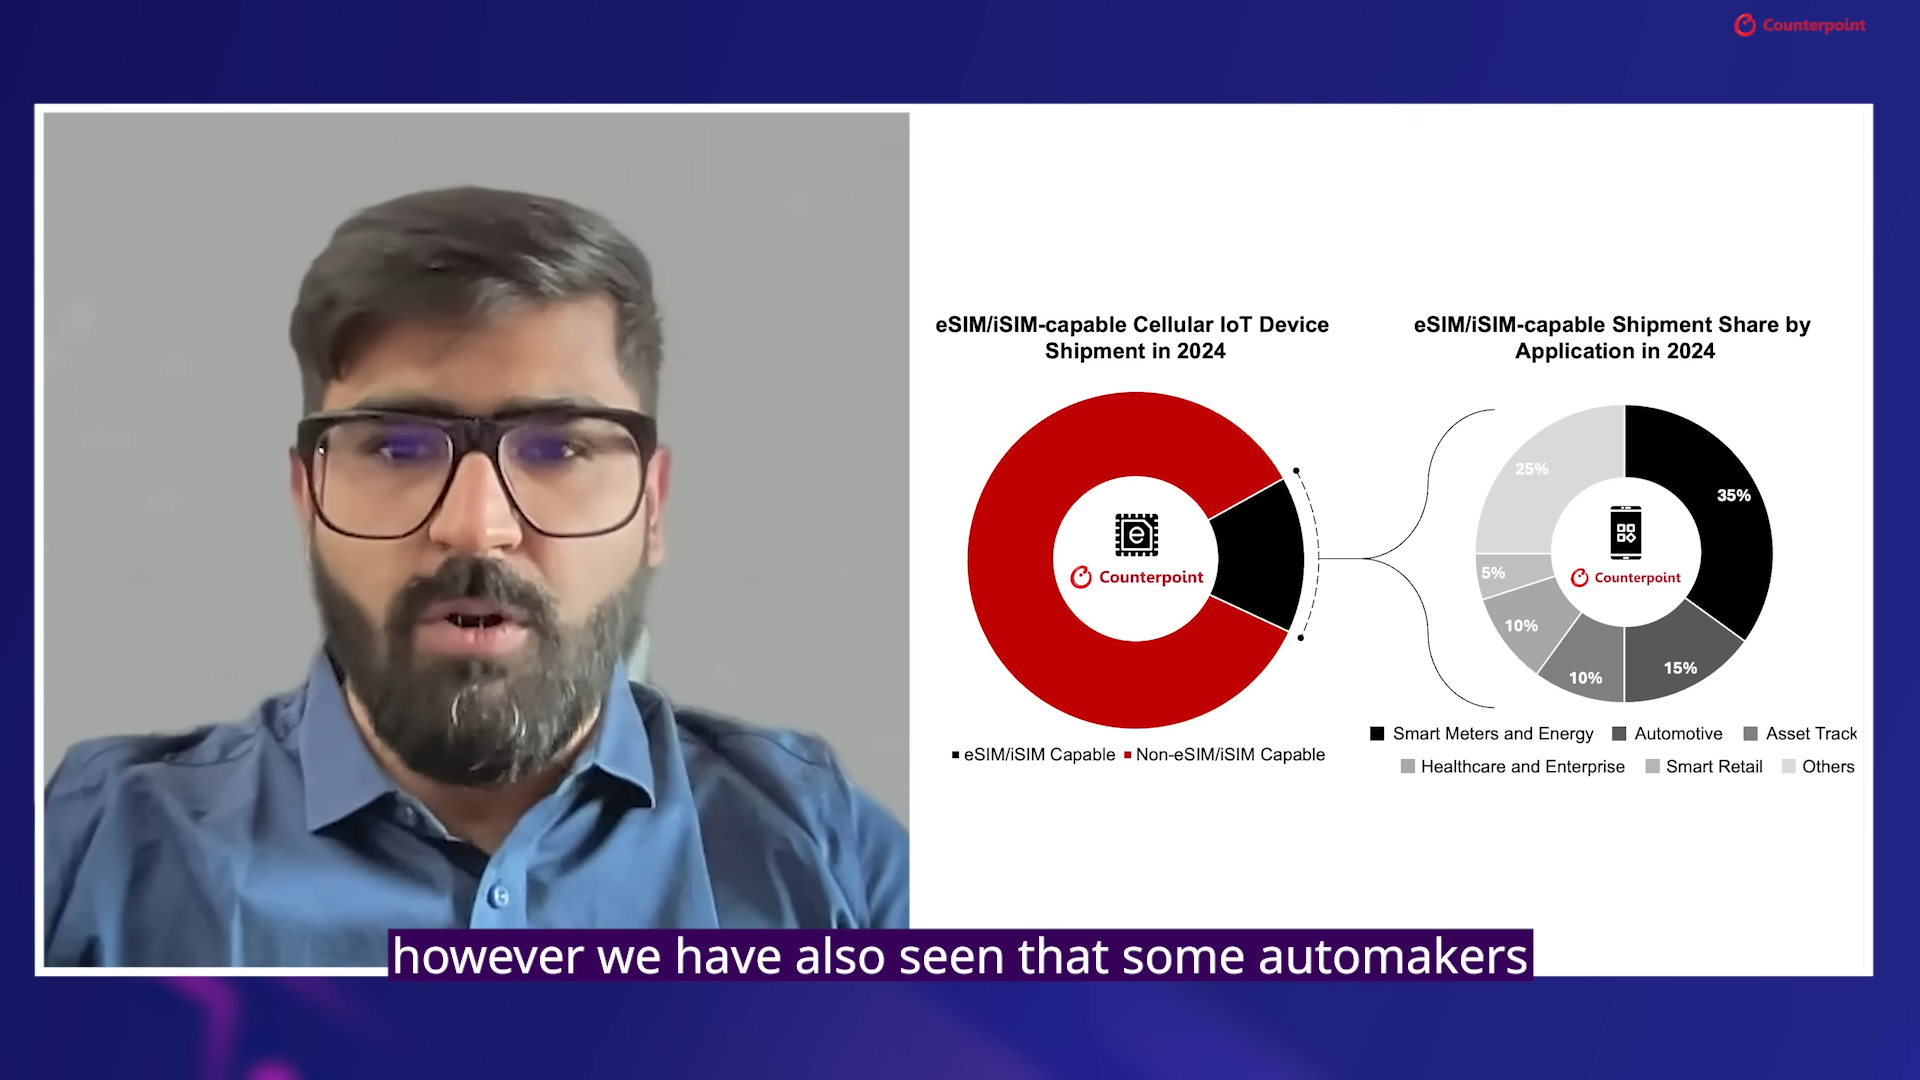 Counterpoint
eSIM/iSIM-capable Cellular IoT Device
Shipment in 2024
e
Counterpoint
eSIM/iSIM Capable Non-eSIM/iSIM Capable
eSIM/iSIM-capable Shipment Share by
Application in 2024
25%
35%
5%
10%
10%
15%
Counterpoint
Smart Meters and Energy Automotive Asset Track
Healthcare and Enterprise Smart Retail Others
however we have also seen that some automakers